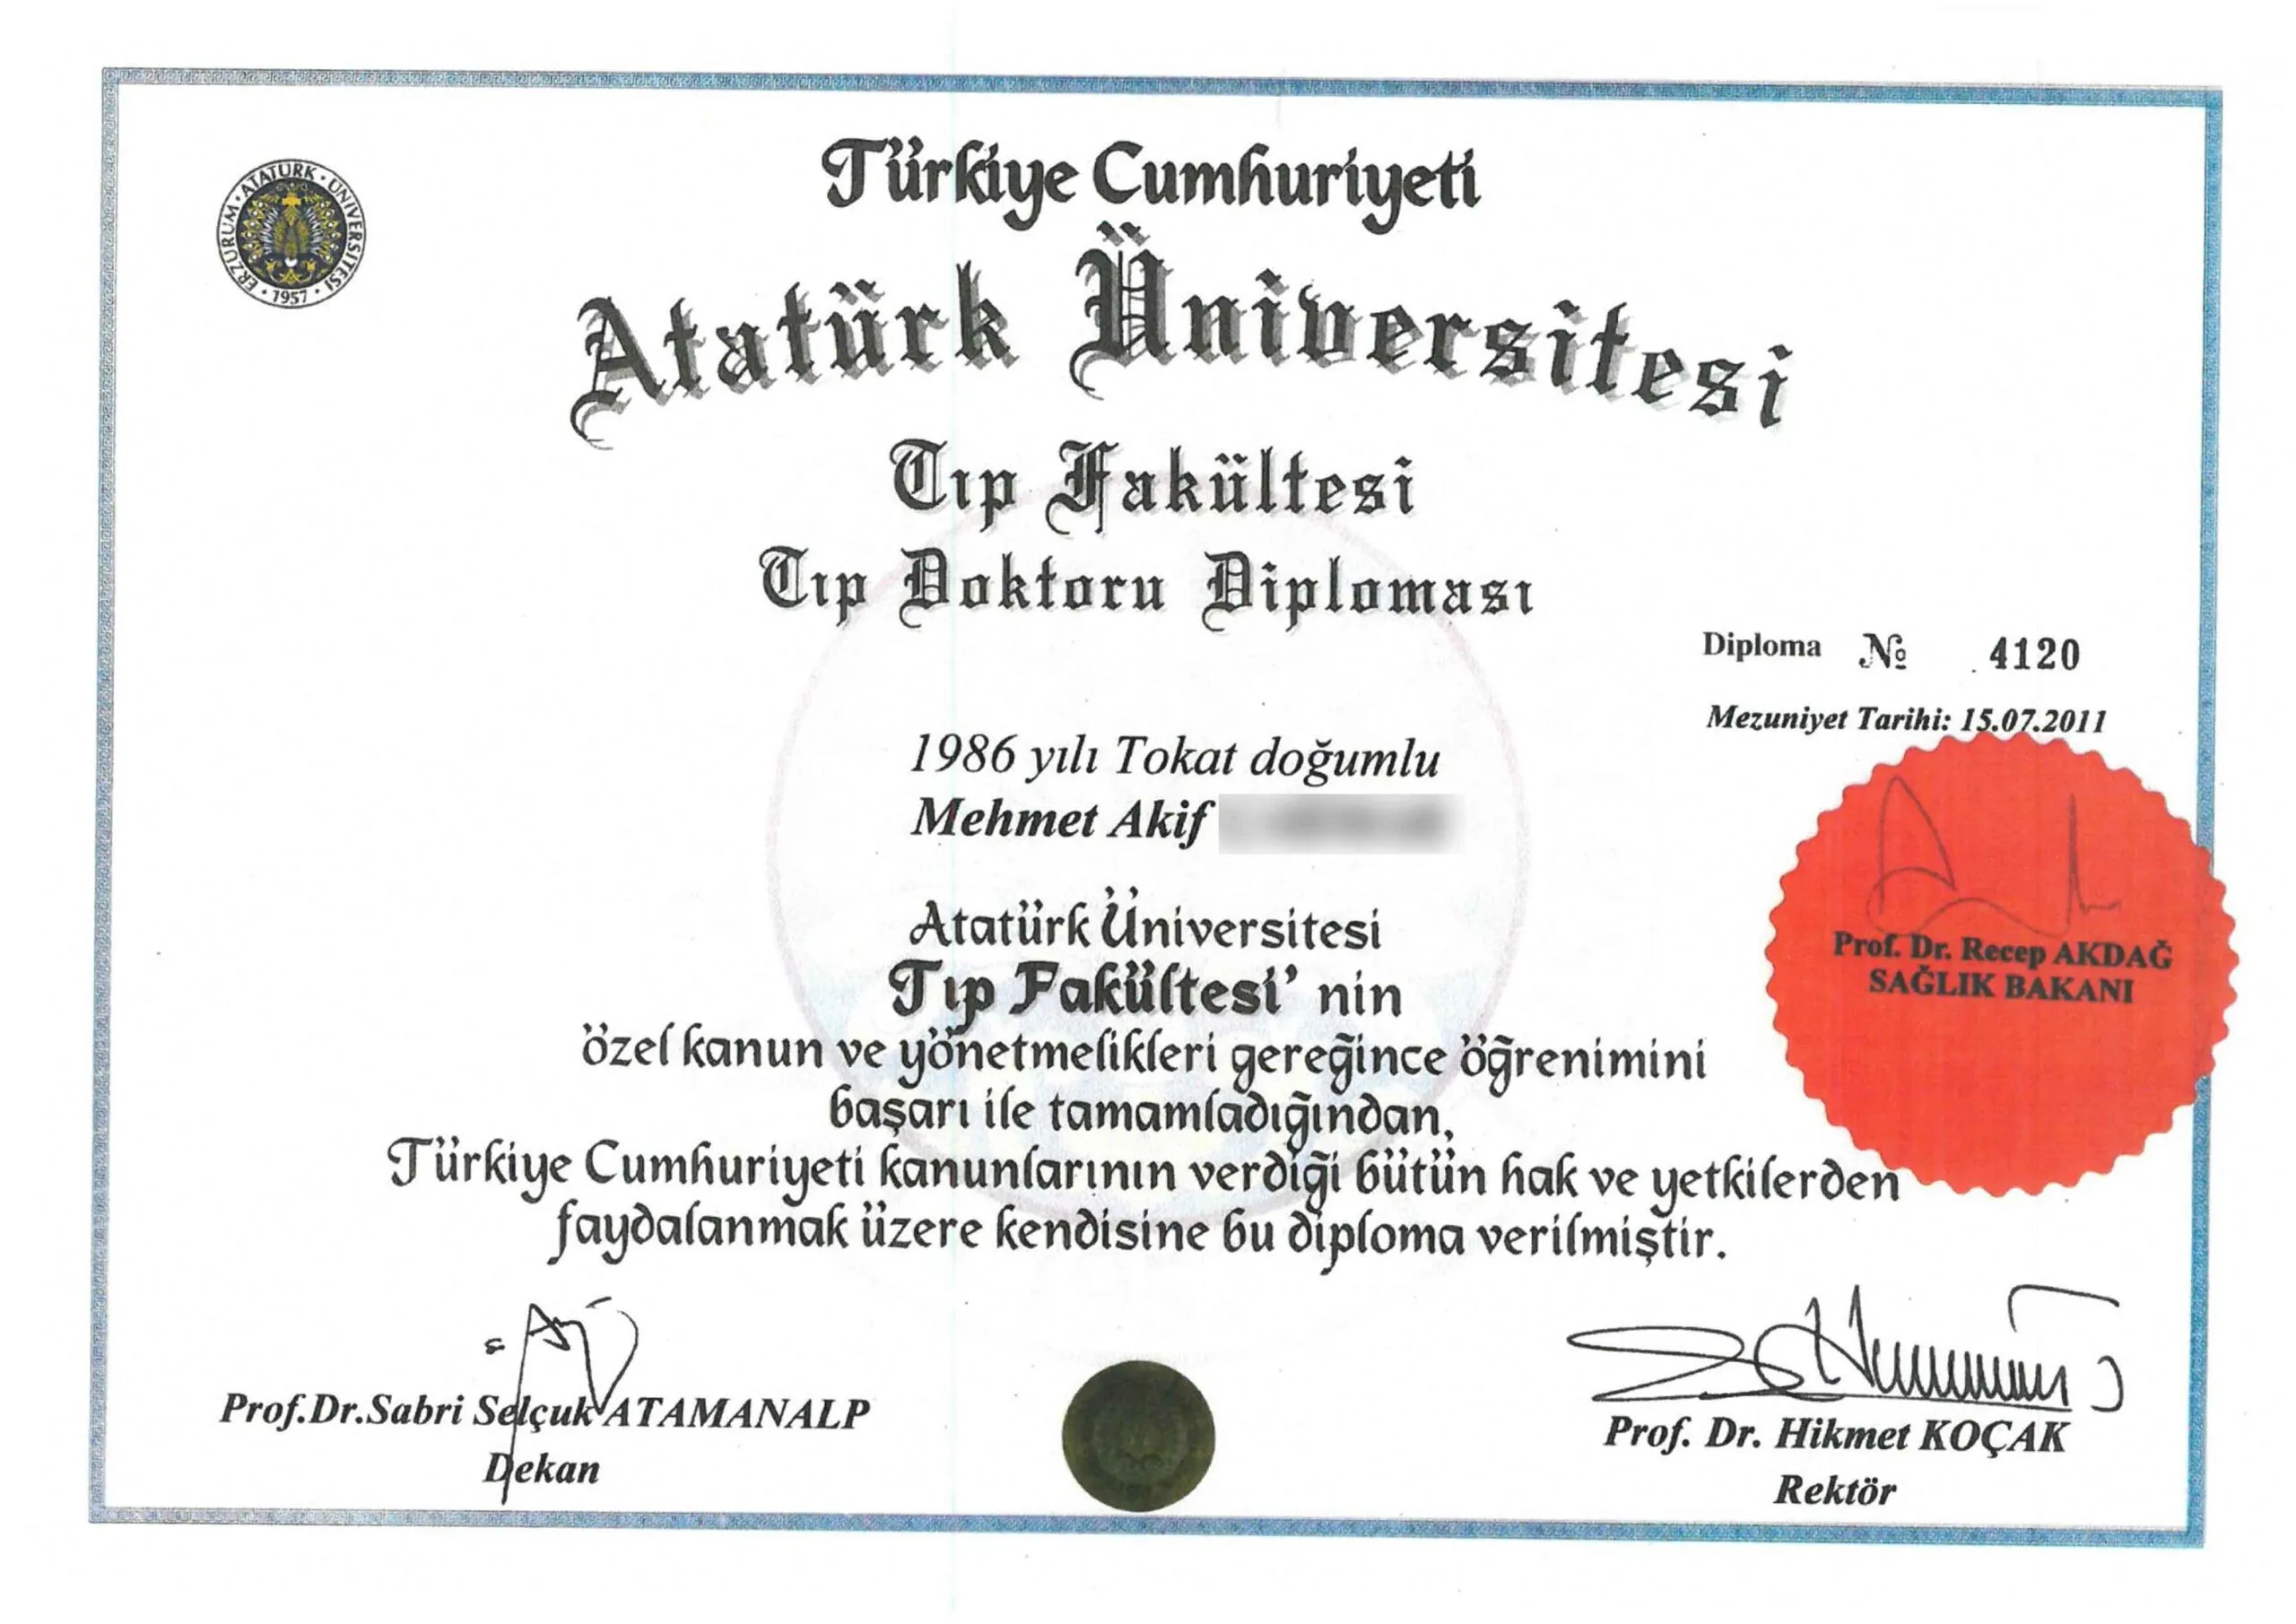 ERZURUM · ATATÜRK · ÜNİVERSİTESİ · 1957 ·
Türkiye Cumhuriyeti
Atatürk Üniversitesi
Tıp Fakültesi
Tıp Doktoru Diploması
Diploma № 4120
Mezuniyet Tarihi: 15.07.2011
1986 yılı Tokat doğumlu
Mehmet Akif
Prof. Dr. Recep AKDAĞ
SAĞLIK BAKANI
Atatürk Üniversitesi
Tıp Fakültesi' nin
özel kanun ve yönetmelikleri gereğince öğrenimini
başarı ile tamamladığından,
Türkiye Cumhuriyeti kanunlarının verdiği bütün hak ve yetkilerden
faydalanmak üzere kendisine bu diploma verilmiştir.
Prof.Dr.Sabri Selçuk ATAMANALP
Dekan
Prof. Dr. Hikmet KOÇAK
Rektör